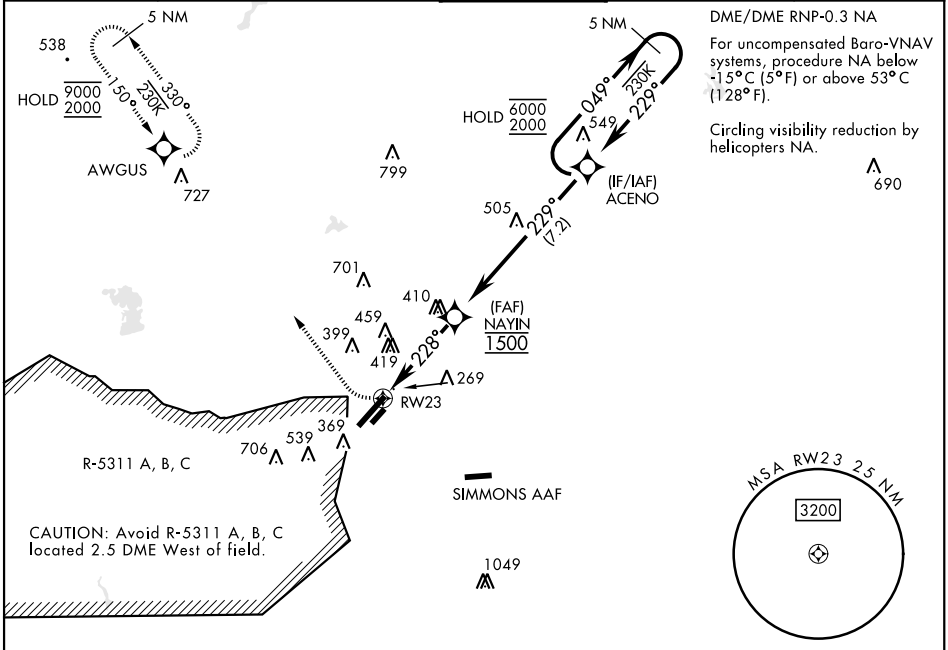 5 NM
538
HOLD 9000
2000
150°
230K
330°
AWGUS
727
5 NM
HOLD 6000
2000
049°
230K
229°
549
(IF/IAF)
ACENO
DME/DME RNP-0.3 NA
For uncompensated Baro-VNAV
systems, procedure NA below
-15°C (5°F) or above 53°C
(128°F).
Circling visibility reduction by
helicopters NA.
690
799
505
229°
(7.2)
701
410
(FAF)
NAYIN
1500
459
399
419
228°
269
RW23
369
539
706
R-5311 A, B, C
SIMMONS AAF
CAUTION: Avoid R-5311 A, B, C
located 2.5 DME West of field.
1049
MSA RW23 25 NM
3200